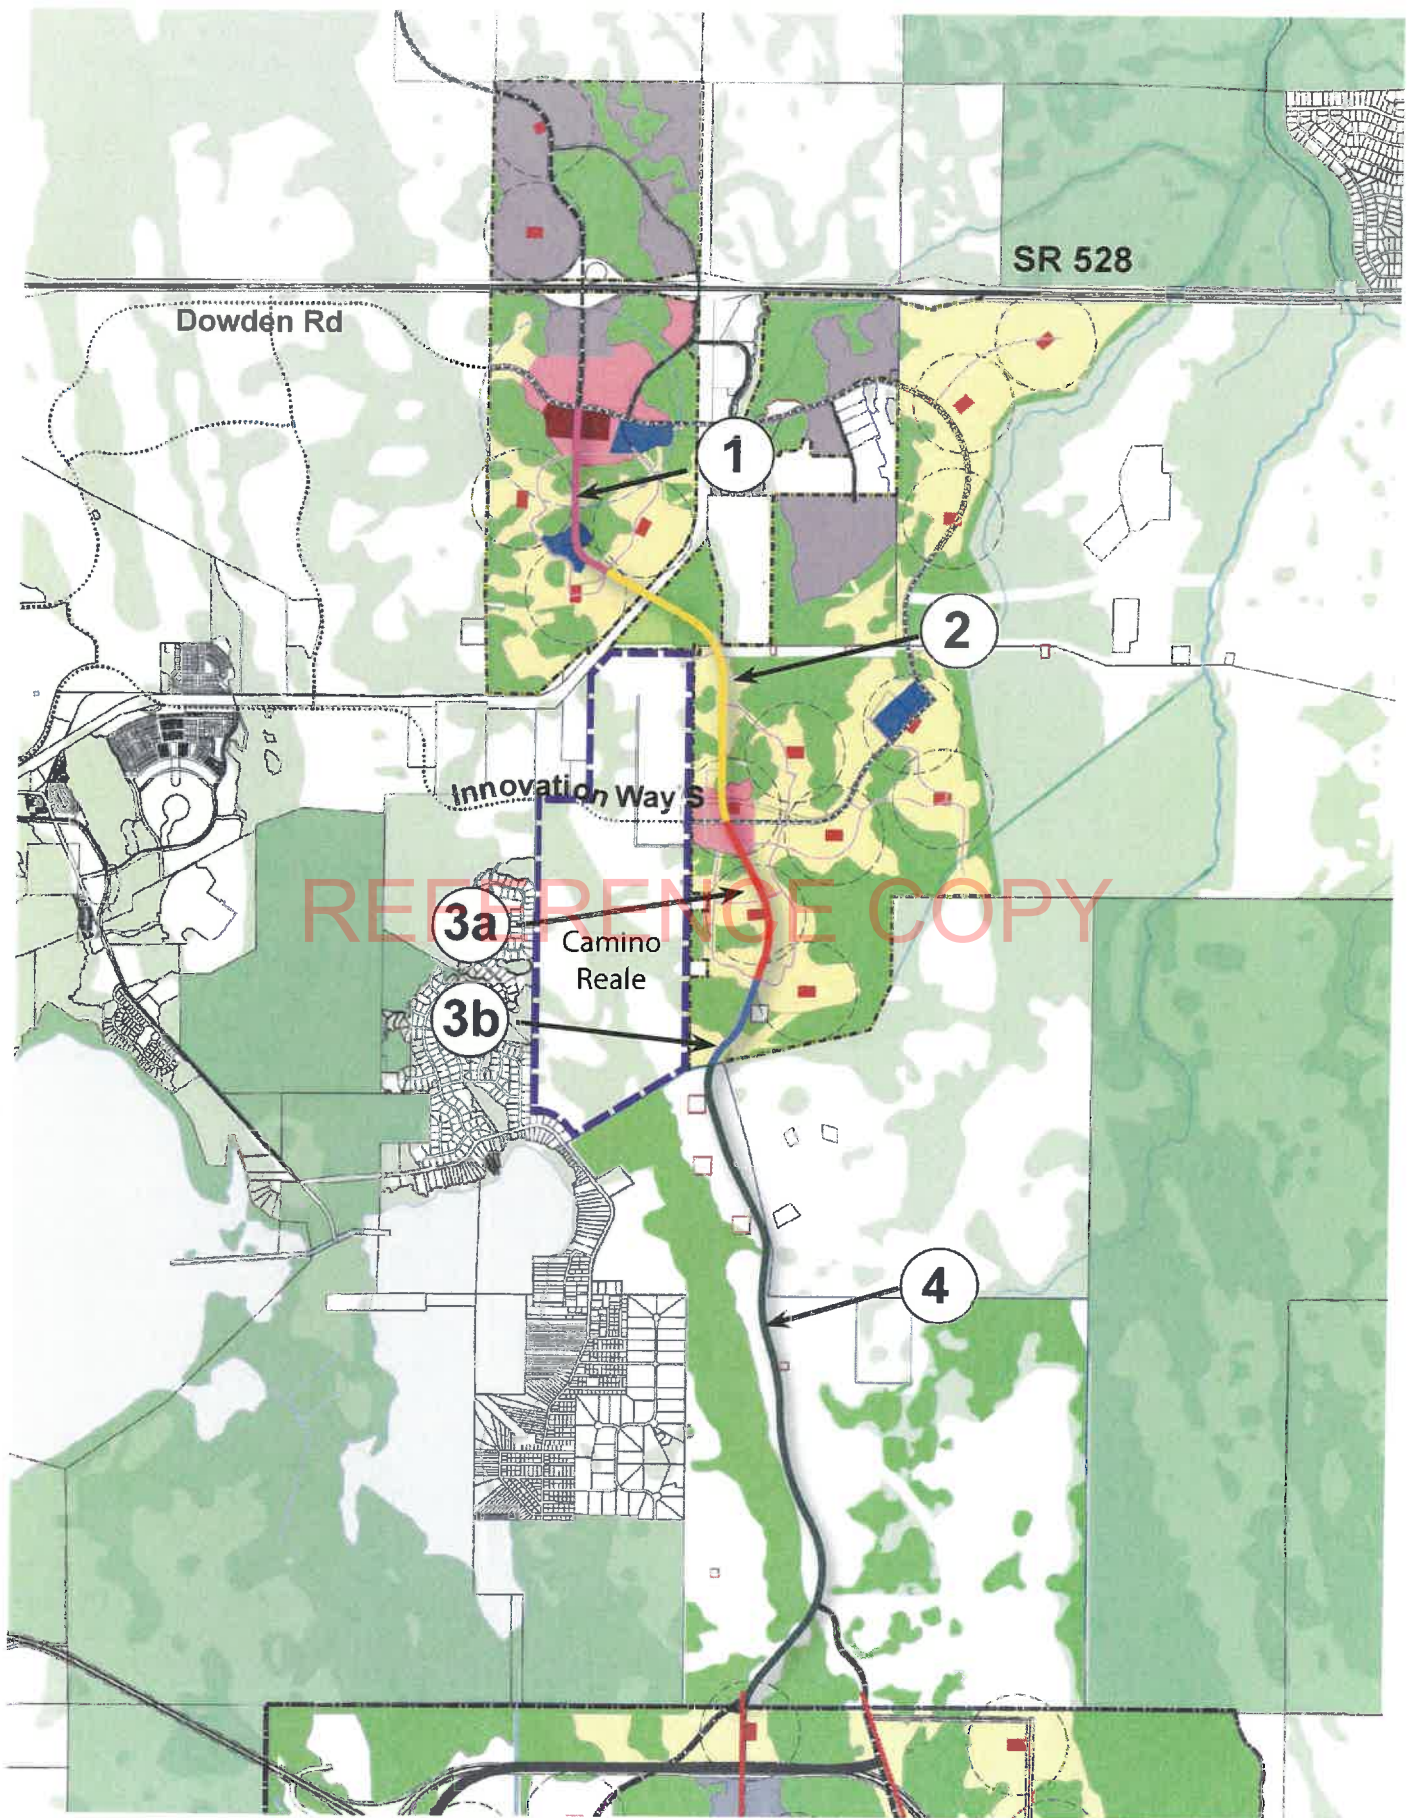 SR 528
Dowden Rd
1
2
Innovation Way S
REFERENCE COPY
3a
Camino
Reale
3b
4